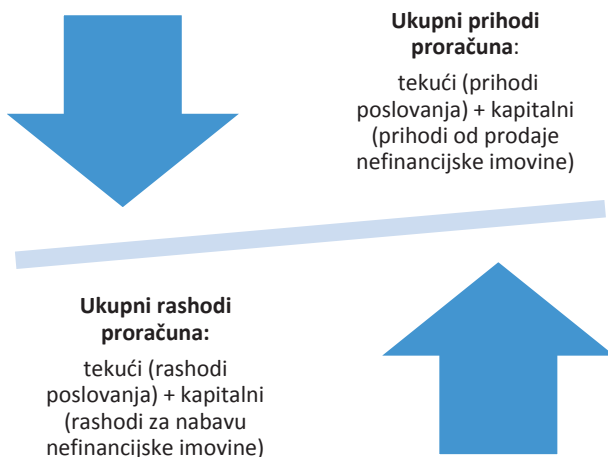 Ukupni prihodi
proračuna:
tekući (prihodi
poslovanja) + kapitalni
(prihodi od prodaje
nefinancijske imovine)
Ukupni rashodi
proračuna:
tekući (rashodi
poslovanja) + kapitalni
(rashodi za nabavu
nefinancijske imovine)